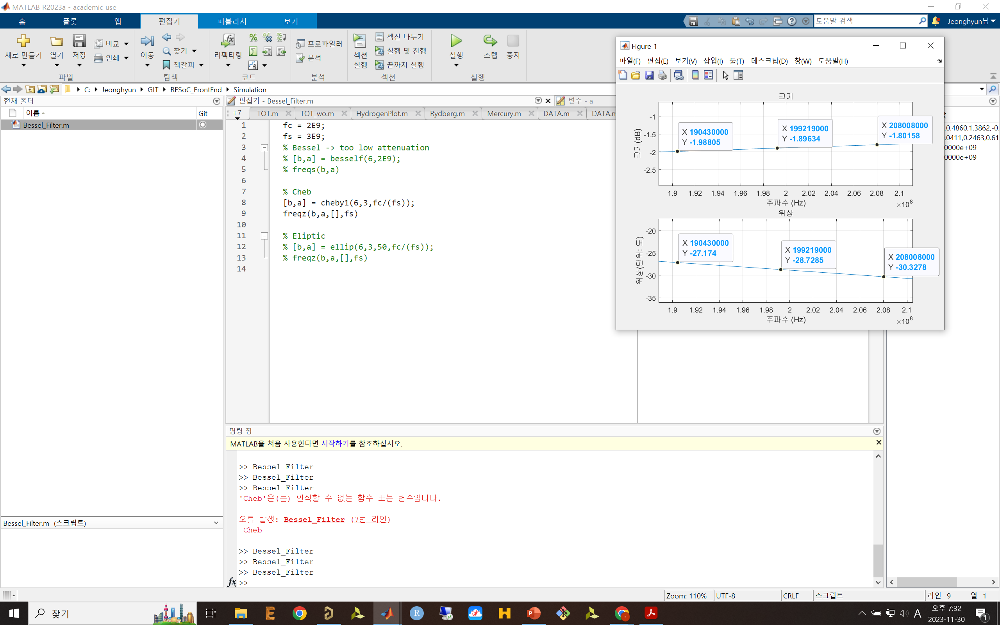 MATLAB R2023a - academic use
홈 플롯 앱 편집기 퍼블리시 보기
도움말 검색
Jeonghyun님
새로 만들기 열기 저장 비교 인쇄
파일
이동 찾기 책갈피
탐색
리팩터링
코드
프로파일러
분석
분석
섹션 실행
섹션 나누기
실행 및 진행
끝까지 실행
섹션
실행 스텝 중지
실행
C: Jeonghyun GIT RFSoC_FrontEnd Simulation
현재 폴더
이름 Git
Bessel_Filter.m
편집기 - Bessel_Filter.m
변수 - a
+7 TOT.m TOT_wo.m HydrogenPlot.m Rydberg.m Mercury.m DATA.m DATA.m
1 fc = 2E9;
2 fs = 3E9;
3 % Bessel -> too low attenuation
4 % [b,a] = besself(6,2E9);
5 % freqs(b,a)
6
7 % Cheb
8 [b,a] = cheby1(6,3,fc/(fs));
9 freqz(b,a,[],fs)
10
11 % Eliptic
12 % [b,a] = ellip(6,3,50,fc/(fs));
13 % freqz(b,a,[],fs)
14
Figure 1
파일(F) 편집(E) 보기(V) 삽입(I) 툴(T) 데스크탑(D) 창(W) 도움말(H)
크기
크기(dB)
-1
-1.5
-2
-2.5
X 190430000
Y -1.98805
X 199219000
Y -1.89634
X 208008000
Y -1.80158
1.9 1.92 1.94 1.96 1.98 2 2.02 2.04 2.06 2.08 2.1
주파수 (Hz)
×10⁸
위상
위상(단위: 도)
-20
-25
-30
-35
X 190430000
Y -27.174
X 199219000
Y -28.7285
X 208008000
Y -30.3278
1.9 1.92 1.94 1.96 1.98 2 2.02 2.04 2.06 2.08 2.1
주파수 (Hz)
×10⁸
,0.4860,1.3862,-0.
.0411,0.2463,0.61
0000e+09
0000e+09
명령 창
MATLAB을 처음 사용한다면 시작하기를 참조하십시오.
>> Bessel_Filter
>> Bessel_Filter
>> Bessel_Filter
'Cheb'은(는) 인식할 수 없는 함수 또는 변수입니다.
오류 발생: Bessel_Filter (7번 라인)
Cheb
>> Bessel_Filter
>> Bessel_Filter
>> Bessel_Filter
fx >>
Bessel_Filter.m (스크립트)
Zoom: 110% UTF-8 CRLF 스크립트 라인 9 열 1
찾기
A
오후 7:32
2023-11-30
1